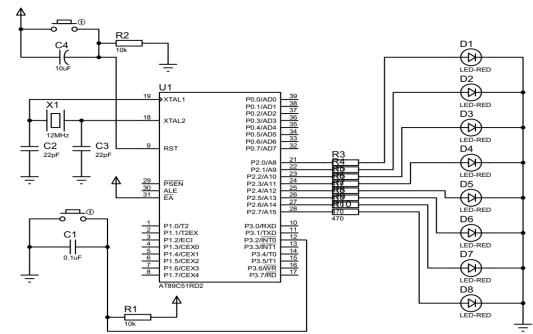 R2
10k
C4
10uF
U1
X1
12MHz
C2
22pF
C3
22pF
19 XTAL1
18 XTAL2
9 RST
29 PSEN
30 ALE
31 EA
1 P1.0/T2
2 P1.1/T2EX
3 P1.2/ECI
4 P1.3/CEX0
5 P1.4/CEX1
6 P1.5/CEX2
7 P1.6/CEX3
8 P1.7/CEX4
P0.0/AD0 39
P0.1/AD1 38
P0.2/AD2 37
P0.3/AD3 36
P0.4/AD4 35
P0.5/AD5 34
P0.6/AD6 33
P0.7/AD7 32
P2.0/A8 21
P2.1/A9 22
P2.2/A10 23
P2.3/A11 24
P2.4/A12 25
P2.5/A13 26
P2.6/A14 27
P2.7/A15 28
P3.0/RXD 10
P3.1/TXD 11
P3.2/INT0 12
P3.3/INT1 13
P3.4/T0 14
P3.5/T1 15
P3.6/WR 16
P3.7/RD 17
AT89C51RD2
C1
0.1uF
R1
10k
R3
R4
R10
470
470
D1
LED-RED
D2
LED-RED
D3
LED-RED
D4
LED-RED
D5
LED-RED
D6
LED-RED
D7
LED-RED
D8
LED-RED